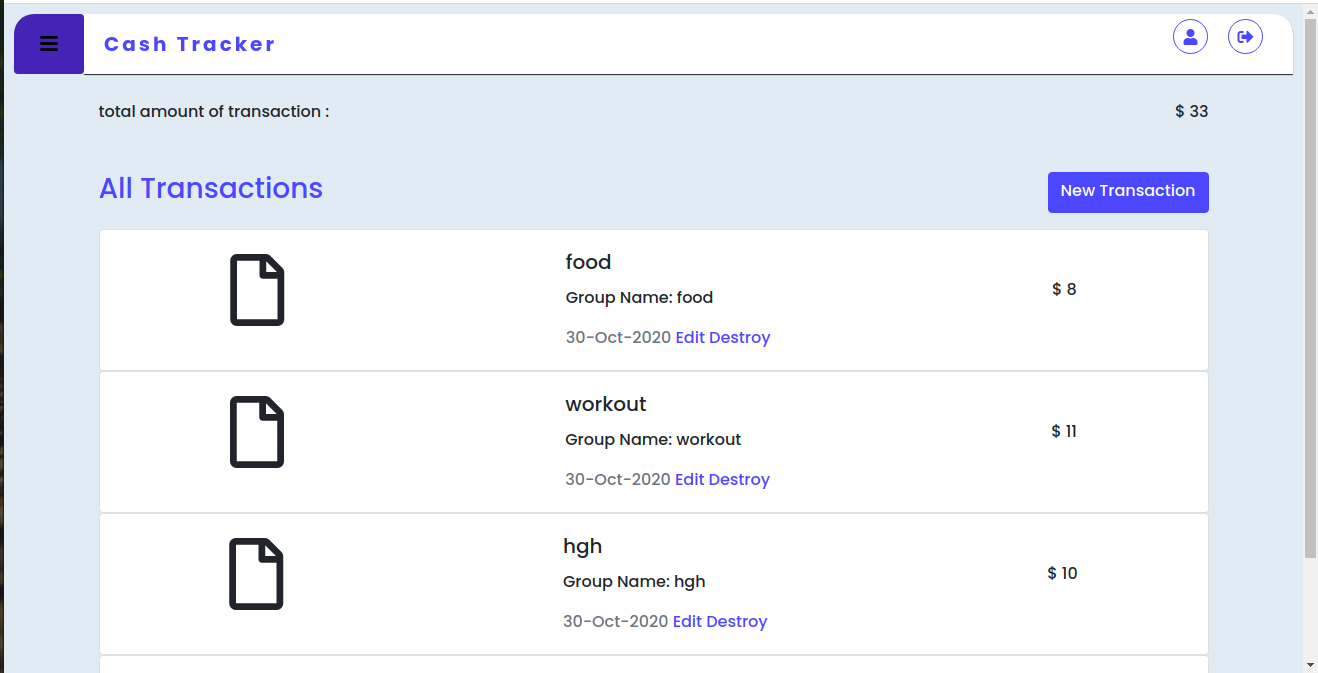 Cash Tracker
total amount of transaction : $ 33
All Transactions New Transaction
food
Group Name: food
$ 8
30-Oct-2020 Edit Destroy
workout
Group Name: workout
$ 11
30-Oct-2020 Edit Destroy
hgh
Group Name: hgh
$ 10
30-Oct-2020 Edit Destroy